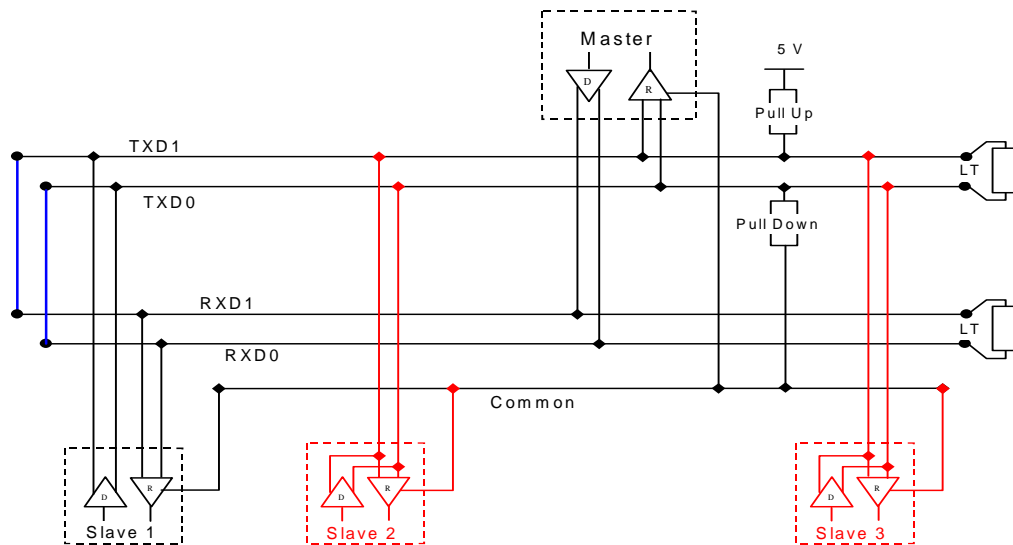 Master
5 V
D
R
Pull Up
TXD1
LT
TXD0
Pull Down
RXD1
LT
RXD0
Common
D
R
D
R
D
R
Slave 1
Slave 2
Slave 3